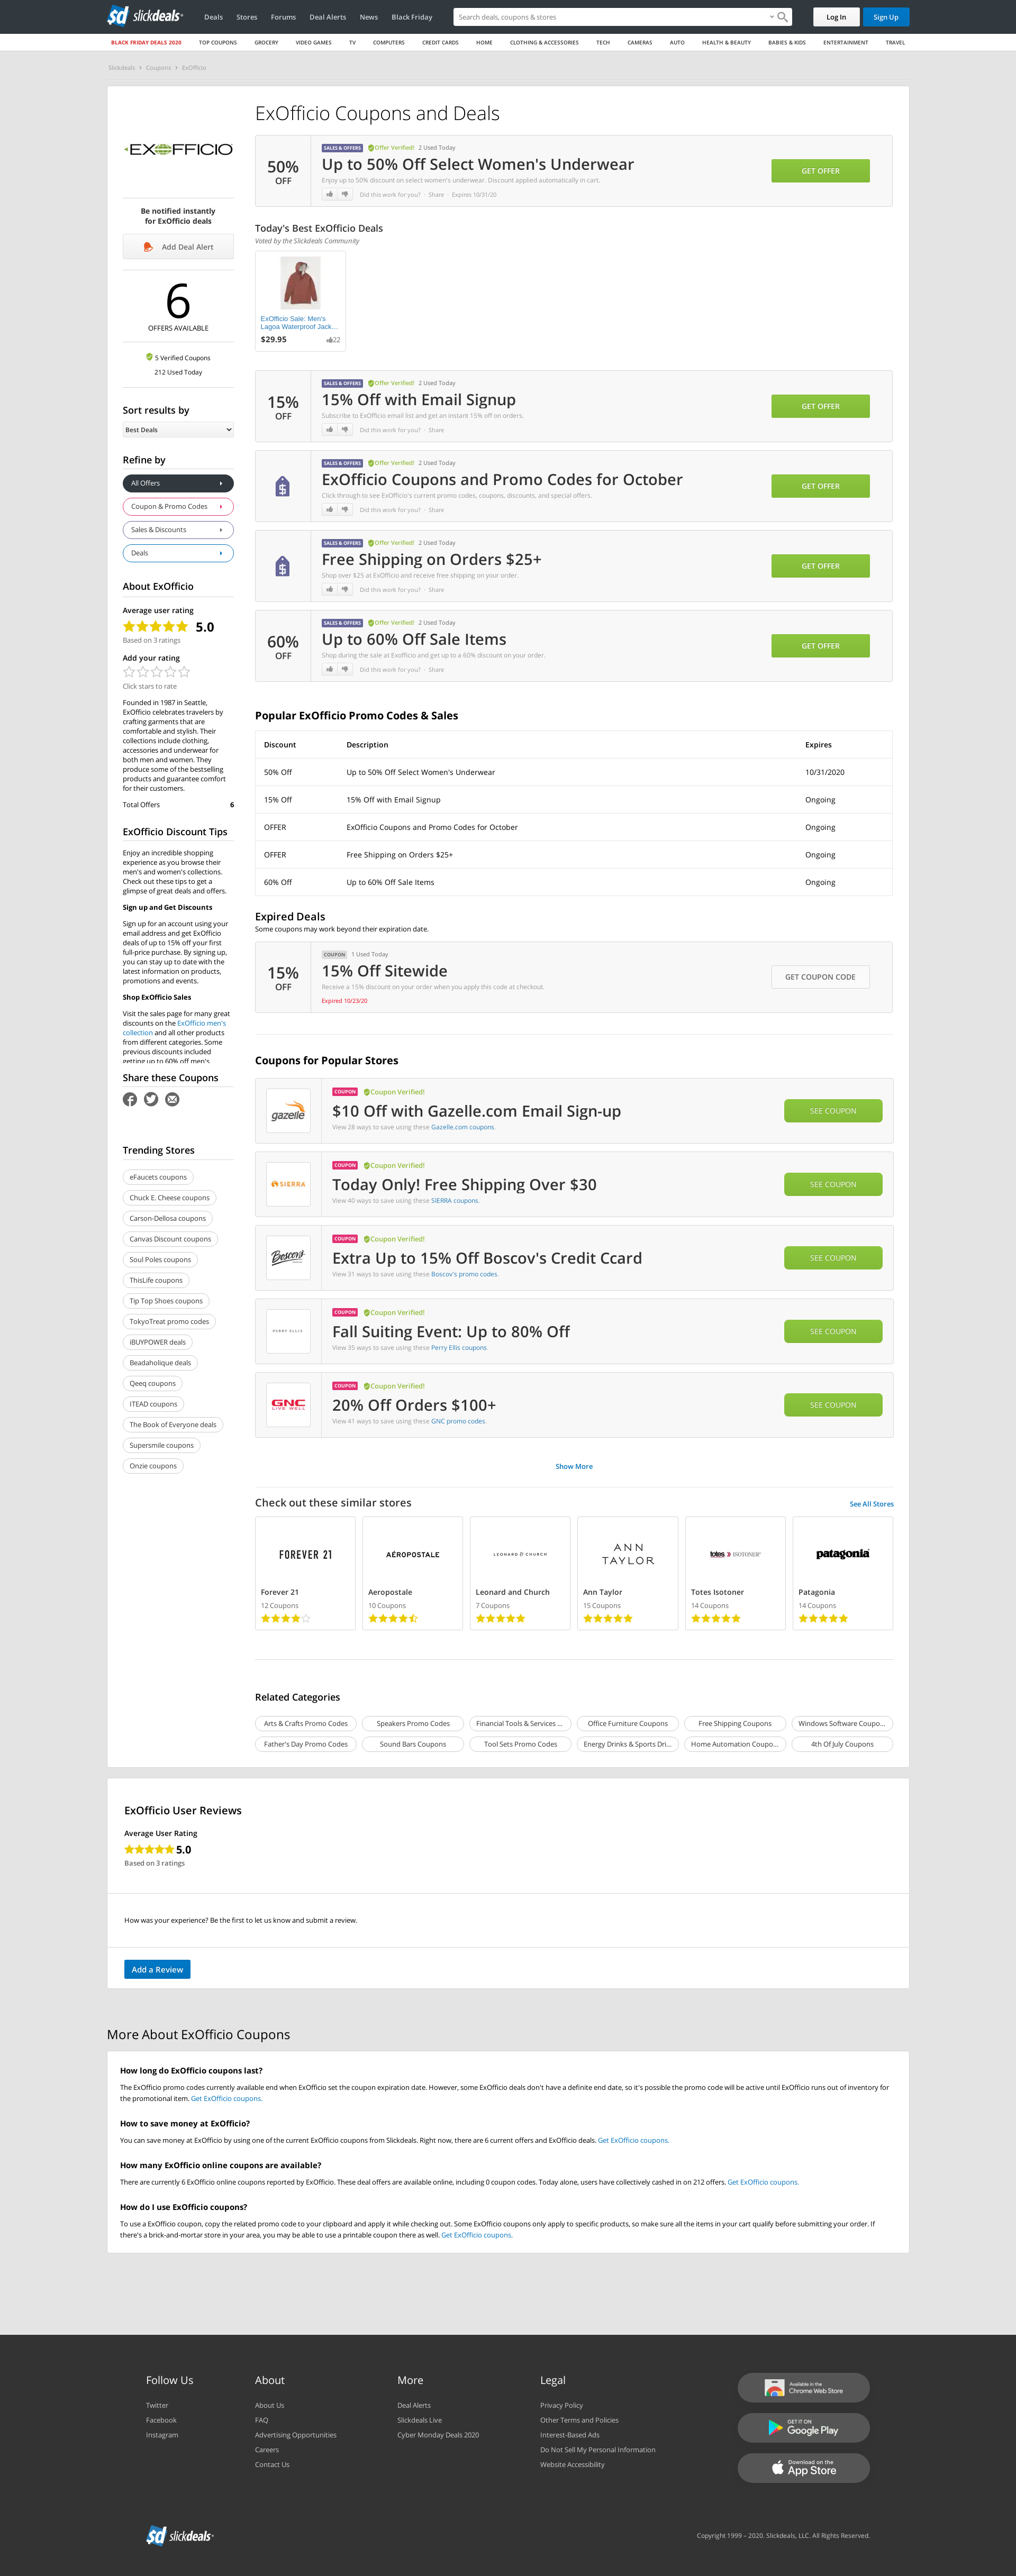 slickdeals
Deals
Stores
Forums
Deal Alerts
News
Black Friday
Search deals, coupons & stores
Log In
Sign Up
BLACK FRIDAY DEALS 2020
TOP COUPONS
GROCERY
VIDEO GAMES
TV
COMPUTERS
CREDIT CARDS
HOME
CLOTHING & ACCESSORIES
TECH
CAMERAS
AUTO
HEALTH & BEAUTY
BABIES & KIDS
ENTERTAINMENT
TRAVEL
Slickdeals › Coupons › ExOfficio
EXOFFICIO
Be notified instantly
for ExOfficio deals
Add Deal Alert
6
OFFERS AVAILABLE
5 Verified Coupons
212 Used Today
Sort results by
Best Deals
Refine by
All Offers
Coupon & Promo Codes
Sales & Discounts
Deals
About ExOfficio
Average user rating
5.0
Based on 3 ratings
Add your rating
Click stars to rate
Founded in 1987 in Seattle,
ExOfficio celebrates travelers by
crafting garments that are
comfortable and stylish. Their
collections include clothing,
accessories and underwear for
both men and women. They
produce some of the bestselling
products and guarantee comfort
for their customers.
Total Offers 6
ExOfficio Discount Tips
Enjoy an incredible shopping
experience as you browse their
men's and women's collections.
Check out these tips to get a
glimpse of great deals and offers.
Sign up and Get Discounts
Sign up for an account using your
email address and get ExOfficio
deals of up to 15% off your first
full-price purchase. By signing up,
you can stay up to date with the
latest information on products,
promotions and events.
Shop ExOfficio Sales
Visit the sales page for many great
discounts on the ExOfficio men's
collection and all other products
from different categories. Some
previous discounts included
getting up to 60% off men's
Share these Coupons
Trending Stores
eFaucets coupons
Chuck E. Cheese coupons
Carson-Dellosa coupons
Canvas Discount coupons
Soul Poles coupons
ThisLife coupons
Tip Top Shoes coupons
TokyoTreat promo codes
iBUYPOWER deals
Beadaholique deals
Qeeq coupons
ITEAD coupons
The Book of Everyone deals
Supersmile coupons
Onzie coupons
ExOfficio Coupons and Deals
50%
OFF
SALES & OFFERS Offer Verified! 2 Used Today
Up to 50% Off Select Women's Underwear
Enjoy up to 50% discount on select women's underwear. Discount applied automatically in cart.
Did this work for you? · Share · Expires 10/31/20
GET OFFER
Today's Best ExOfficio Deals
Voted by the Slickdeals Community
ExOfficio Sale: Men's
Lagoa Waterproof Jack...
$29.95 22
15%
OFF
SALES & OFFERS Offer Verified! 2 Used Today
15% Off with Email Signup
Subscribe to ExOfficio email list and get an instant 15% off on orders.
Did this work for you? · Share
GET OFFER
SALES & OFFERS Offer Verified! 2 Used Today
ExOfficio Coupons and Promo Codes for October
Click through to see ExOfficio's current promo codes, coupons, discounts, and special offers.
Did this work for you? · Share
GET OFFER
SALES & OFFERS Offer Verified! 2 Used Today
Free Shipping on Orders $25+
Shop over $25 at ExOfficio and receive free shipping on your order.
Did this work for you? · Share
GET OFFER
60%
OFF
SALES & OFFERS Offer Verified! 2 Used Today
Up to 60% Off Sale Items
Shop during the sale at Exofficio and get up to a 60% discount on your order.
Did this work for you? · Share
GET OFFER
Popular ExOfficio Promo Codes & Sales
Discount Description Expires
50% Off Up to 50% Off Select Women's Underwear 10/31/2020
15% Off 15% Off with Email Signup Ongoing
OFFER ExOfficio Coupons and Promo Codes for October Ongoing
OFFER Free Shipping on Orders $25+ Ongoing
60% Off Up to 60% Off Sale Items Ongoing
Expired Deals
Some coupons may work beyond their expiration date.
15%
OFF
COUPON 1 Used Today
15% Off Sitewide
Receive a 15% discount on your order when you apply this code at checkout.
Expired 10/23/20
GET COUPON CODE
Coupons for Popular Stores
gazelle
COUPON Coupon Verified!
$10 Off with Gazelle.com Email Sign-up
View 28 ways to save using these Gazelle.com coupons.
SEE COUPON
SIERRA
COUPON Coupon Verified!
Today Only! Free Shipping Over $30
View 40 ways to save using these SIERRA coupons.
SEE COUPON
Boscov's
COUPON Coupon Verified!
Extra Up to 15% Off Boscov's Credit Ccard
View 31 ways to save using these Boscov's promo codes.
SEE COUPON
PERRY ELLIS
COUPON Coupon Verified!
Fall Suiting Event: Up to 80% Off
View 35 ways to save using these Perry Ellis coupons.
SEE COUPON
GNC
LIVE WELL
COUPON Coupon Verified!
20% Off Orders $100+
View 41 ways to save using these GNC promo codes.
SEE COUPON
Show More
Check out these similar stores
See All Stores
FOREVER 21
Forever 21
12 Coupons
AÉROPOSTALE
Aeropostale
10 Coupons
LEONARD & CHURCH
Leonard and Church
7 Coupons
ANN
TAYLOR
Ann Taylor
15 Coupons
totes ISOTONER
Totes Isotoner
14 Coupons
patagonia
Patagonia
14 Coupons
Related Categories
Arts & Crafts Promo Codes
Speakers Promo Codes
Financial Tools & Services ...
Office Furniture Coupons
Free Shipping Coupons
Windows Software Coupo...
Father's Day Promo Codes
Sound Bars Coupons
Tool Sets Promo Codes
Energy Drinks & Sports Dri...
Home Automation Coupo...
4th Of July Coupons
ExOfficio User Reviews
Average User Rating
5.0
Based on 3 ratings
How was your experience? Be the first to let us know and submit a review.
Add a Review
More About ExOfficio Coupons
How long do ExOfficio coupons last?
The ExOfficio promo codes currently available end when ExOfficio set the coupon expiration date. However, some ExOfficio deals don't have a definite end date, so it's possible the promo code will be active until ExOfficio runs out of inventory for
the promotional item. Get ExOfficio coupons.
How to save money at ExOfficio?
You can save money at ExOfficio by using one of the current ExOfficio coupons from Slickdeals. Right now, there are 6 current offers and ExOfficio deals. Get ExOfficio coupons.
How many ExOfficio online coupons are available?
There are currently 6 ExOfficio online coupons reported by ExOfficio. These deal offers are available online, including 0 coupon codes. Today alone, users have collectively cashed in on 212 offers. Get ExOfficio coupons.
How do I use ExOfficio coupons?
To use a ExOfficio coupon, copy the related promo code to your clipboard and apply it while checking out. Some ExOfficio coupons only apply to specific products, so make sure all the items in your cart qualify before submitting your order. If
there's a brick-and-mortar store in your area, you may be able to use a printable coupon there as well. Get ExOfficio coupons.
Follow Us
Twitter
Facebook
Instagram
About
About Us
FAQ
Advertising Opportunities
Careers
Contact Us
More
Deal Alerts
Slickdeals Live
Cyber Monday Deals 2020
Legal
Privacy Policy
Other Terms and Policies
Interest-Based Ads
Do Not Sell My Personal Information
Website Accessibility
Available in the
Chrome Web Store
GET IT ON
Google Play
Download on the
App Store
slickdeals
Copyright 1999 – 2020. Slickdeals, LLC. All Rights Reserved.